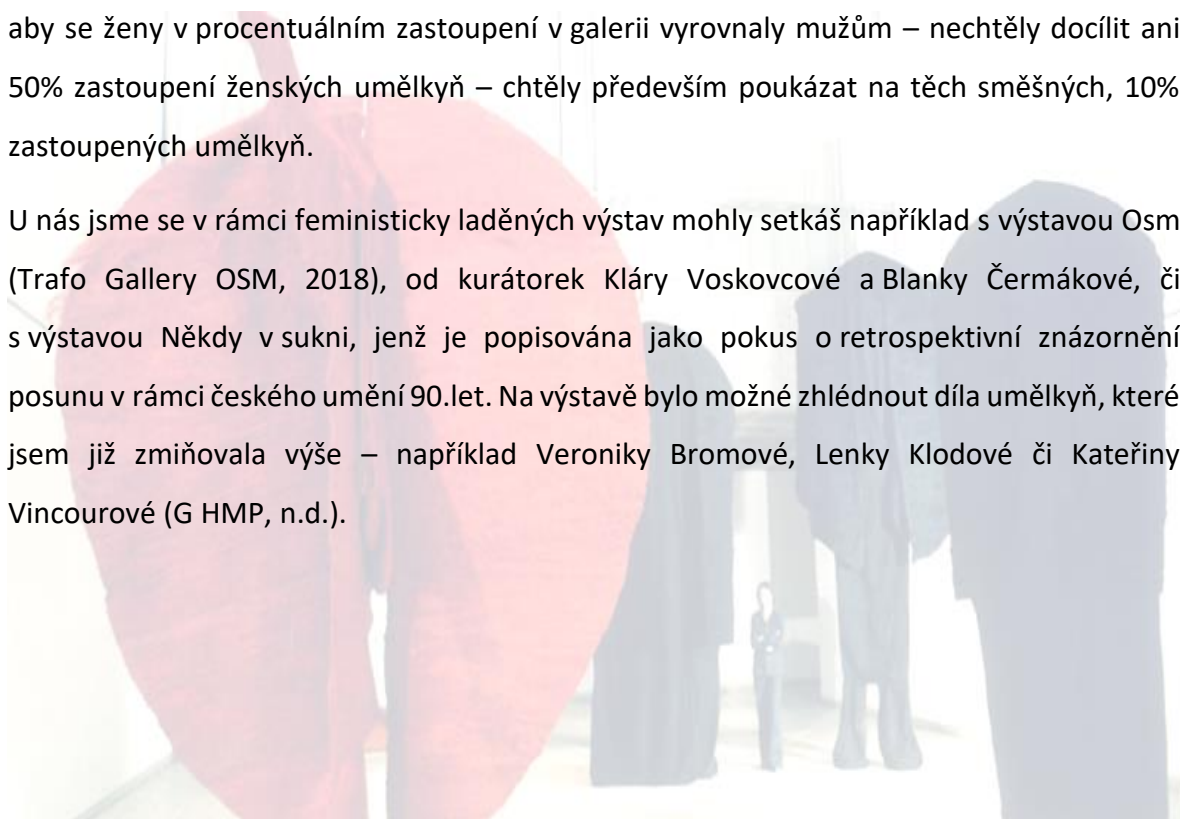 aby se ženy v procentuálním zastoupení v galerii vyrovnaly mužům – nechtěly docílit ani
50% zastoupení ženských umělkyň – chtěly především poukázat na těch směšných, 10%
zastoupených umělkyň.
U nás jsme se v rámci feministicky laděných výstav mohly setkáš například s výstavou Osm
(Trafo Gallery OSM, 2018), od kurátorek Kláry Voskovcové a Blanky Čermákové, či
s výstavou Někdy v sukni, jenž je popisována jako pokus o retrospektivní znázornění
posunu v rámci českého umění 90.let. Na výstavě bylo možné zhlédnout díla umělkyň, které
jsem již zmiňovala výše – například Veroniky Bromové, Lenky Klodové či Kateřiny
Vincourové (G HMP, n.d.).